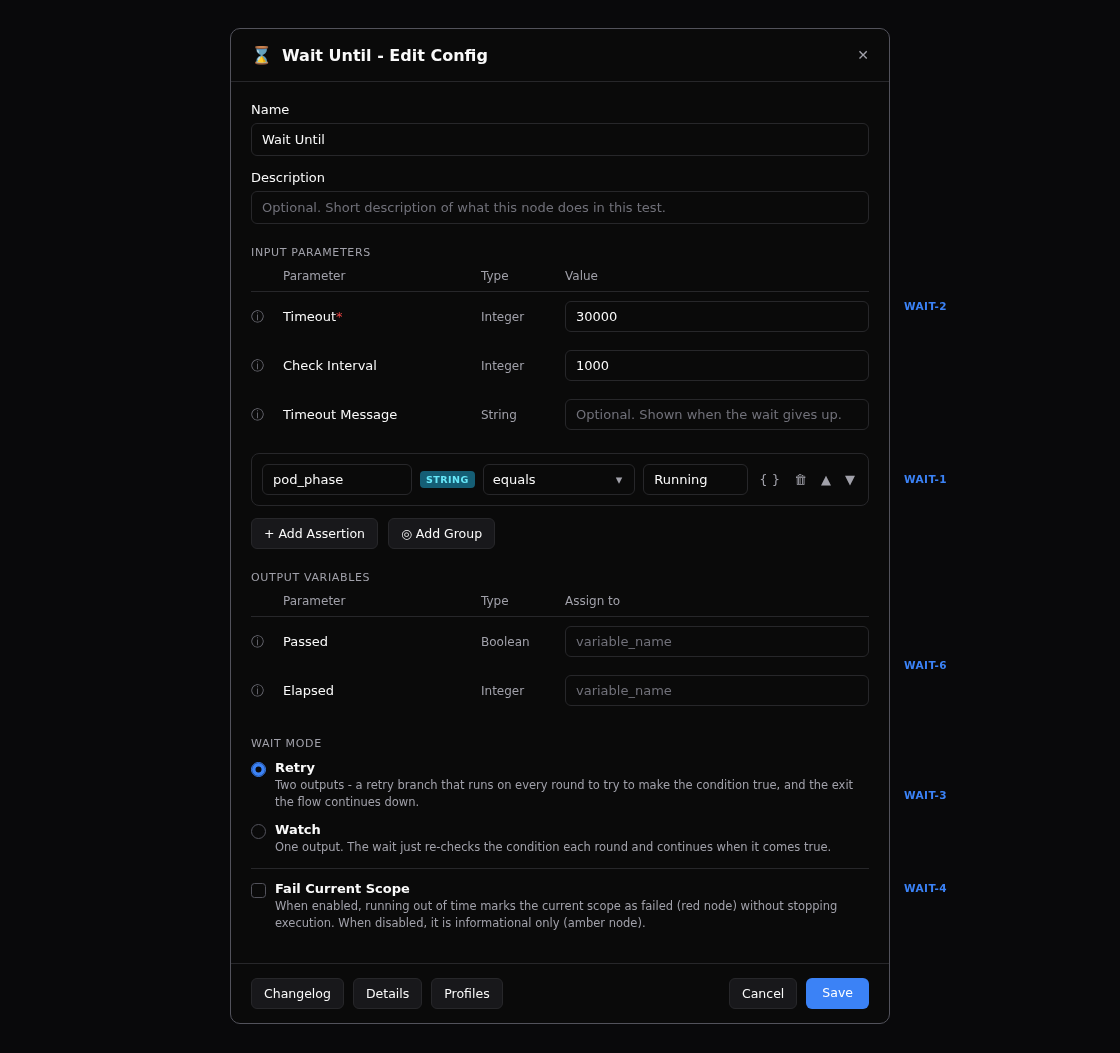 ⌛ Wait Until - Edit Config ✕
Name
Wait Until
Description
Optional. Short description of what this node does in this test.
INPUT PARAMETERS
Parameter Type Value
ⓘ Timeout* Integer 30000
WAIT-2
ⓘ Check Interval Integer 1000
ⓘ Timeout Message String Optional. Shown when the wait gives up.
pod_phase STRING equals ▾ Running { } 🗑 ▲ ▼
WAIT-1
+ Add Assertion ◎ Add Group
OUTPUT VARIABLES
Parameter Type Assign to
ⓘ Passed Boolean variable_name
WAIT-6
ⓘ Elapsed Integer variable_name
WAIT MODE
Retry
Two outputs - a retry branch that runs on every round to try to make the condition true, and the exit
the flow continues down.
WAIT-3
Watch
One output. The wait just re-checks the condition each round and continues when it comes true.
Fail Current Scope
WAIT-4
When enabled, running out of time marks the current scope as failed (red node) without stopping
execution. When disabled, it is informational only (amber node).
Changelog Details Profiles Cancel Save